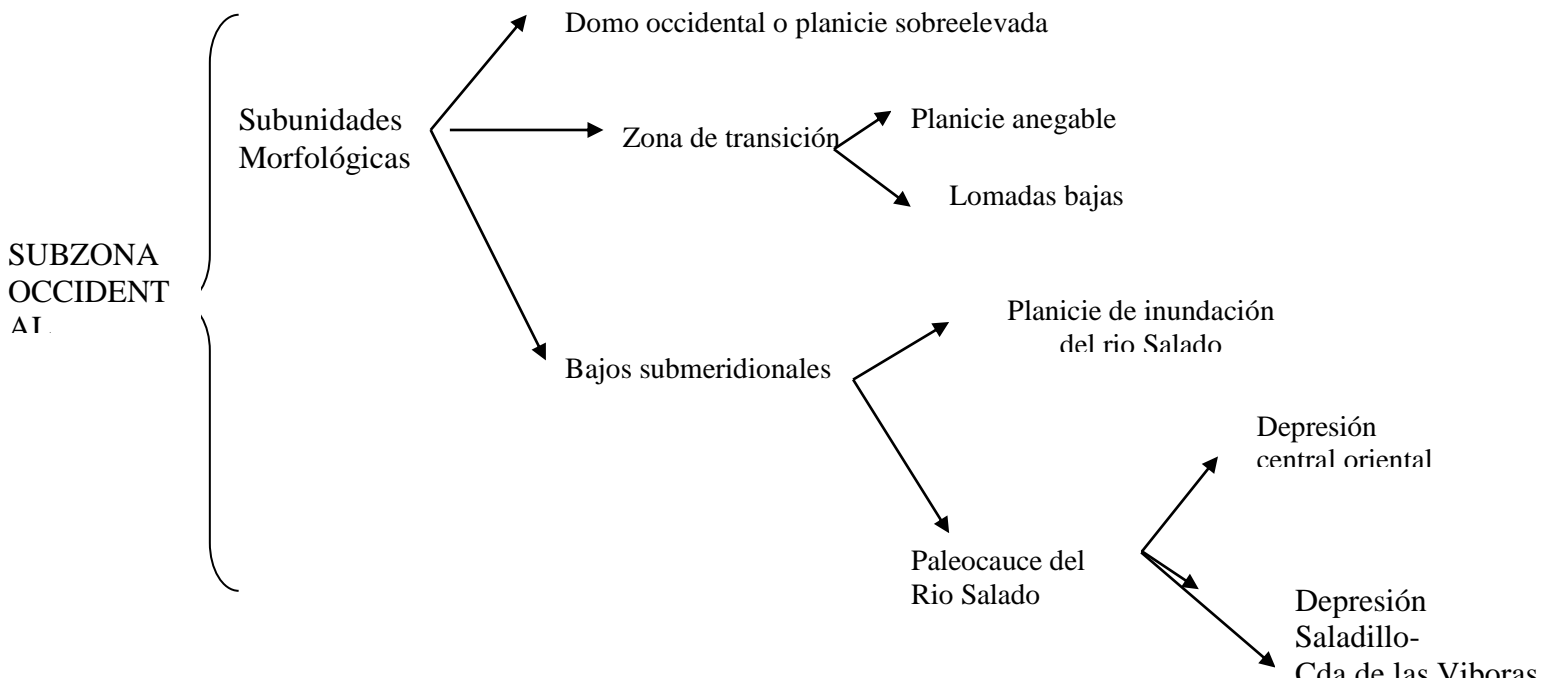 Domo occidental o planicie sobreelevada
Subunidades
Morfológicas
Zona de transición
Planicie anegable
Lomadas bajas
SUBZONA
OCCIDENT
AL
Bajos submeridionales
Planicie de inundación
del rio Salado
Paleocauce del
Rio Salado
Depresión
central oriental
Depresión
Saladillo-
Cda de las Viboras